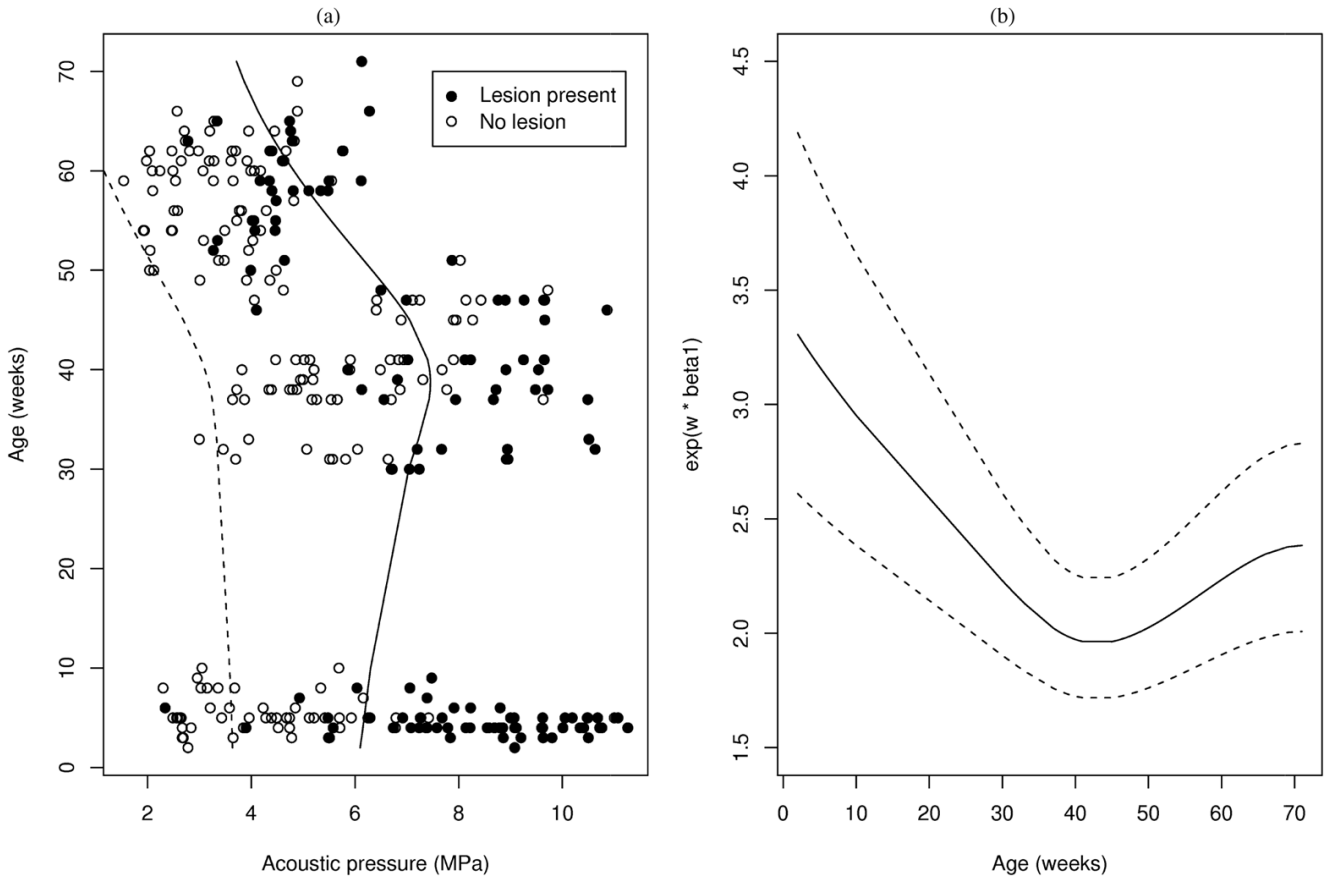 (a)
70
60
50
40
30
20
10
0
Age (weeks)
2 4 6 8 10
Acoustic pressure (MPa)
Lesion present
No lesion
(b)
4.5
4.0
3.5
3.0
2.5
2.0
1.5
exp(w * beta1)
0 10 20 30 40 50 60 70
Age (weeks)